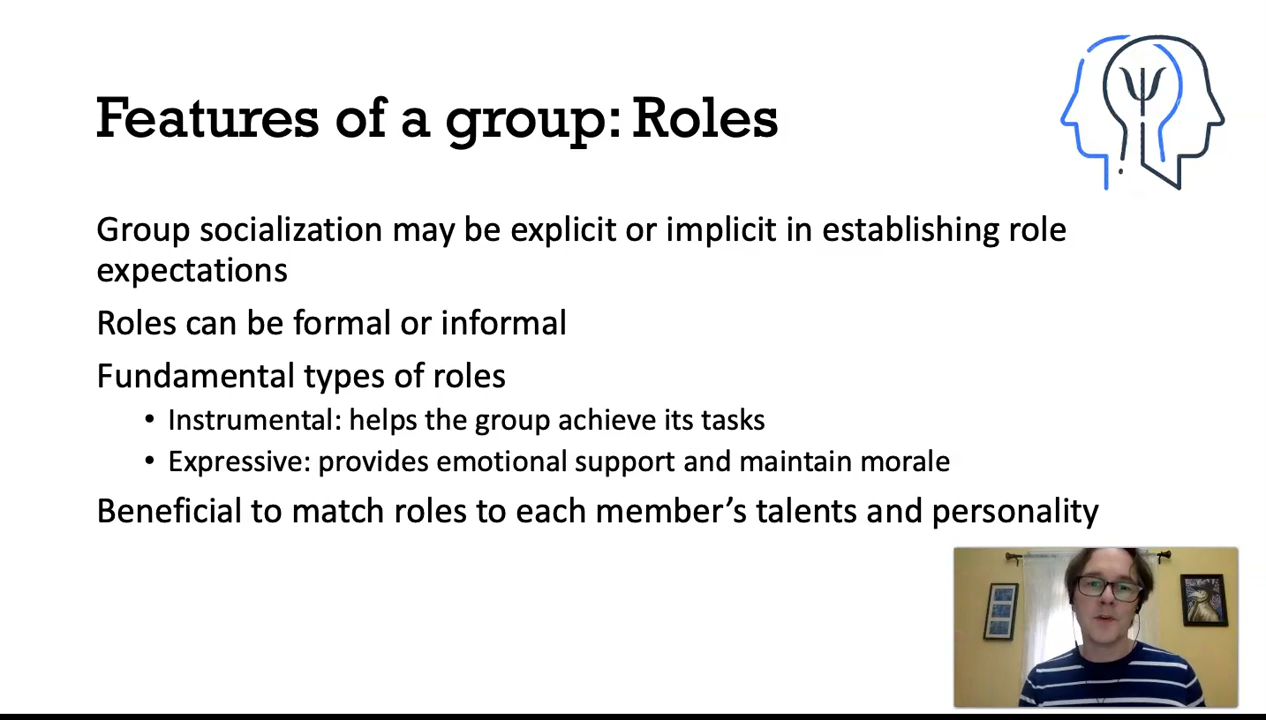 Features of a group: Roles
Group socialization may be explicit or implicit in establishing role
expectations
Roles can be formal or informal
Fundamental types of roles
• Instrumental: helps the group achieve its tasks
• Expressive: provides emotional support and maintain morale
Beneficial to match roles to each member’s talents and personality